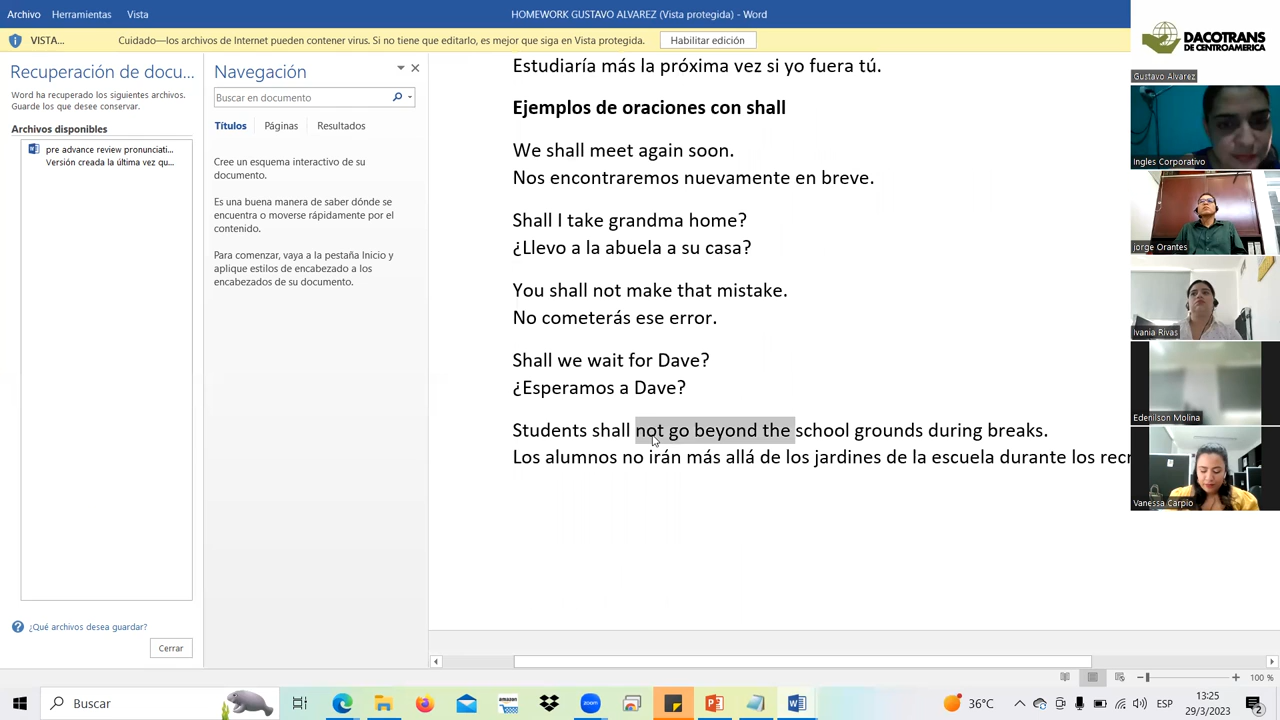 Archivo Herramientas Vista
HOMEWORK GUSTAVO ALVAREZ (Vista protegida) - Word
VISTA... Cuidado—los archivos de Internet pueden contener virus. Si no tiene que editarlo, es mejor que siga en Vista protegida. Habilitar edición
Recuperación de docu...
Word ha recuperado los siguientes archivos.
Guarde los que desee conservar.
Archivos disponibles
pre advance review pronunciati...
Versión creada la última vez qu...
¿Qué archivos desea guardar?
Cerrar
Navegación
Buscar en documento
Títulos Páginas Resultados
Cree un esquema interactivo de su
documento.
Es una buena manera de saber dónde se
encuentra o moverse rápidamente por el
contenido.
Para comenzar, vaya a la pestaña Inicio y
aplique estilos de encabezado a los
encabezados de su documento.
Estudiaría más la próxima vez si yo fuera tú.
Ejemplos de oraciones con shall
We shall meet again soon.
Nos encontraremos nuevamente en breve.
Shall I take grandma home?
¿Llevo a la abuela a su casa?
You shall not make that mistake.
No cometerás ese error.
Shall we wait for Dave?
¿Esperamos a Dave?
Students shall not go beyond the school grounds during breaks.
Los alumnos no irán más allá de los jardines de la escuela durante los recr
DACOTRANS
DE CENTROAMERICA
Gustavo Alvarez
Ingles Corporativo
jorge Orantes
Ivania Rivas
Edenilson Molina
Vanessa Carpio
100 %
Buscar
amazon
zoom
36°C
ESP
13:25
29/3/2023
2